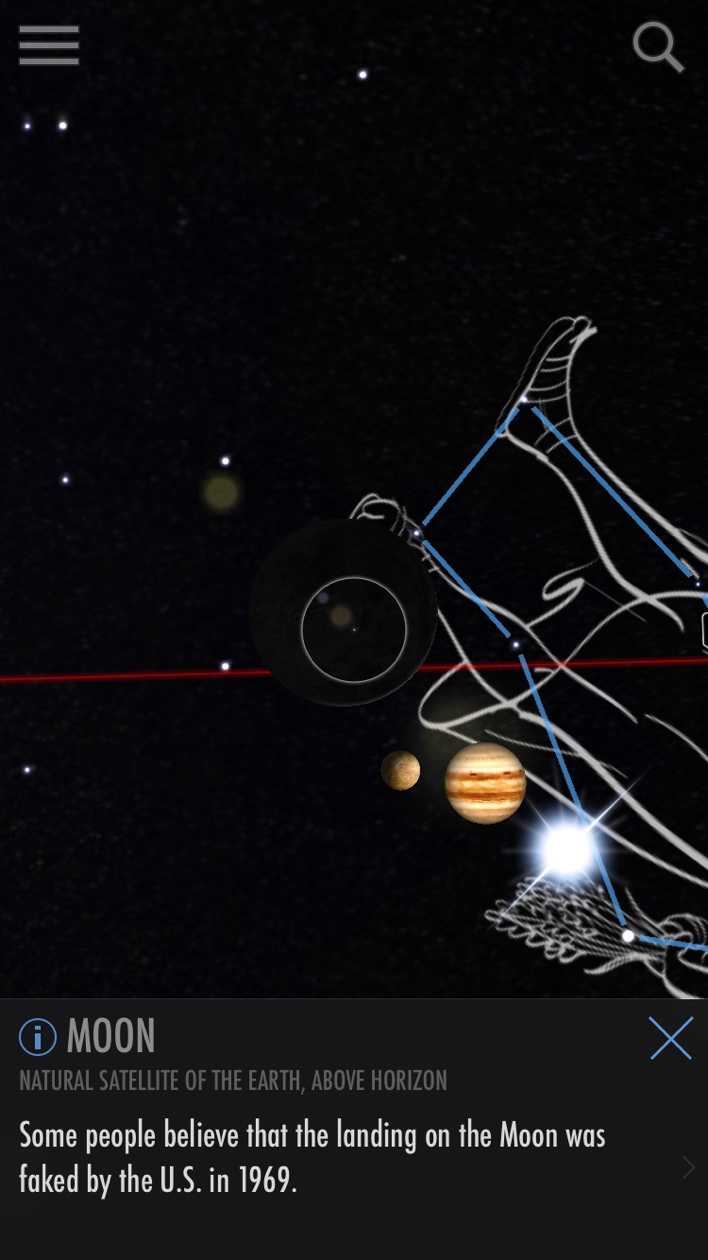 MOON
NATURAL SATELLITE OF THE EARTH, ABOVE HORIZON
Some people believe that the landing on the Moon was
faked by the U.S. in 1969.